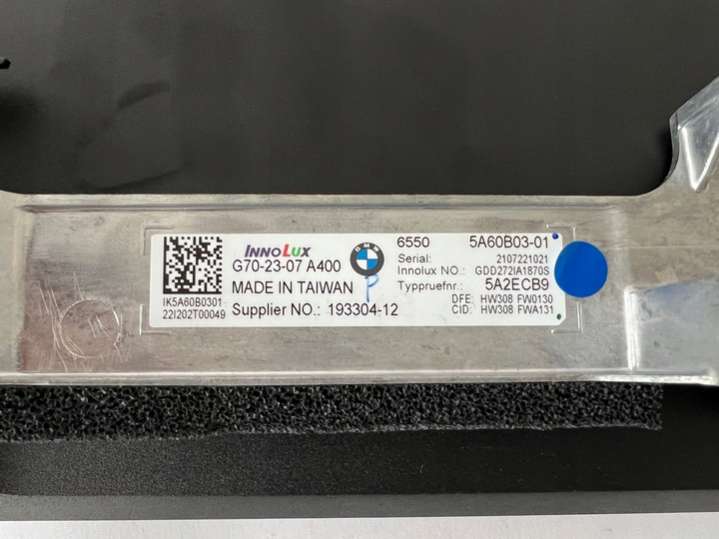 INNOLUX
G70-23-07 A400
MADE IN TAIWAN
Supplier NO.: 193304-12
IK5A60B0301
22I202T00049
BMW
P
6550 5A60B03-01
Serial: 2107221021
Innolux NO.: GDD272IA1870S
Typpruefnr.: 5A2ECB9
DFE: HW308 FW0130
CID: HW308 FWA131